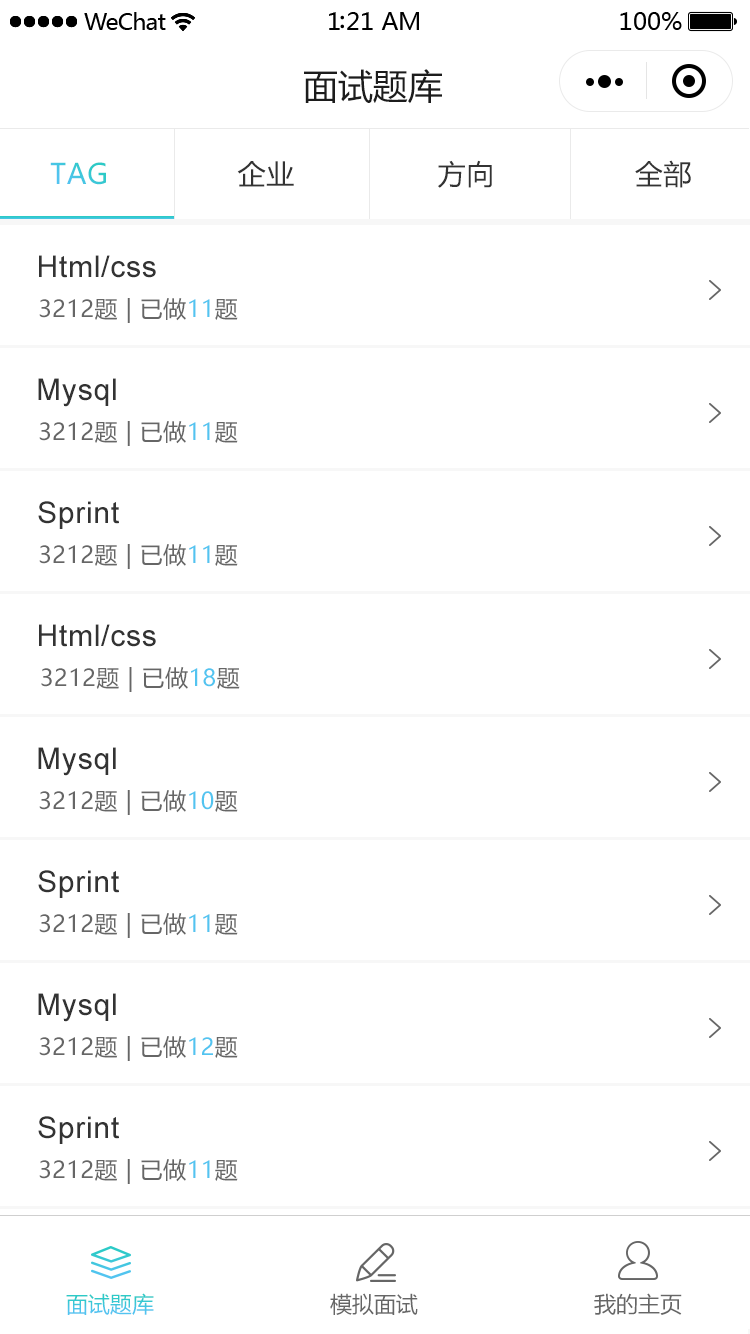 WeChat 1:21 AM 100%
面试题库
TAG 企业 方向 全部
Html/css
3212题 | 已做11题
Mysql
3212题 | 已做11题
Sprint
3212题 | 已做11题
Html/css
3212题 | 已做18题
Mysql
3212题 | 已做10题
Sprint
3212题 | 已做11题
Mysql
3212题 | 已做12题
Sprint
3212题 | 已做11题
面试题库 模拟面试 我的主页